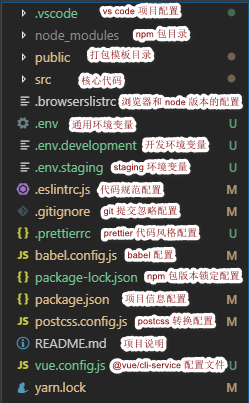 .vscode vs code 项目配置
node_modules npm 包目录
public 打包模板目录
src 核心代码
.browserslistrc 浏览器和 node 版本的配置
.env 通用环境变量 U
.env.development 开发环境变量 U
.env.staging staging 环境变量 U
.eslintrc.js 代码规范配置 M
.gitignore git 提交忽略配置 M
.prettierrc prettier 代码风格配置 U
JS babel.config.js babel 配置 M
{} package-lock.json npm 包版本锁定配置 M
{} package.json 项目信息配置 M
JS postcss.config.js postcss 转换配置 M
README.md 项目说明 M
JS vue.config.js @vue/cli-service 配置文件 U
yarn.lock M